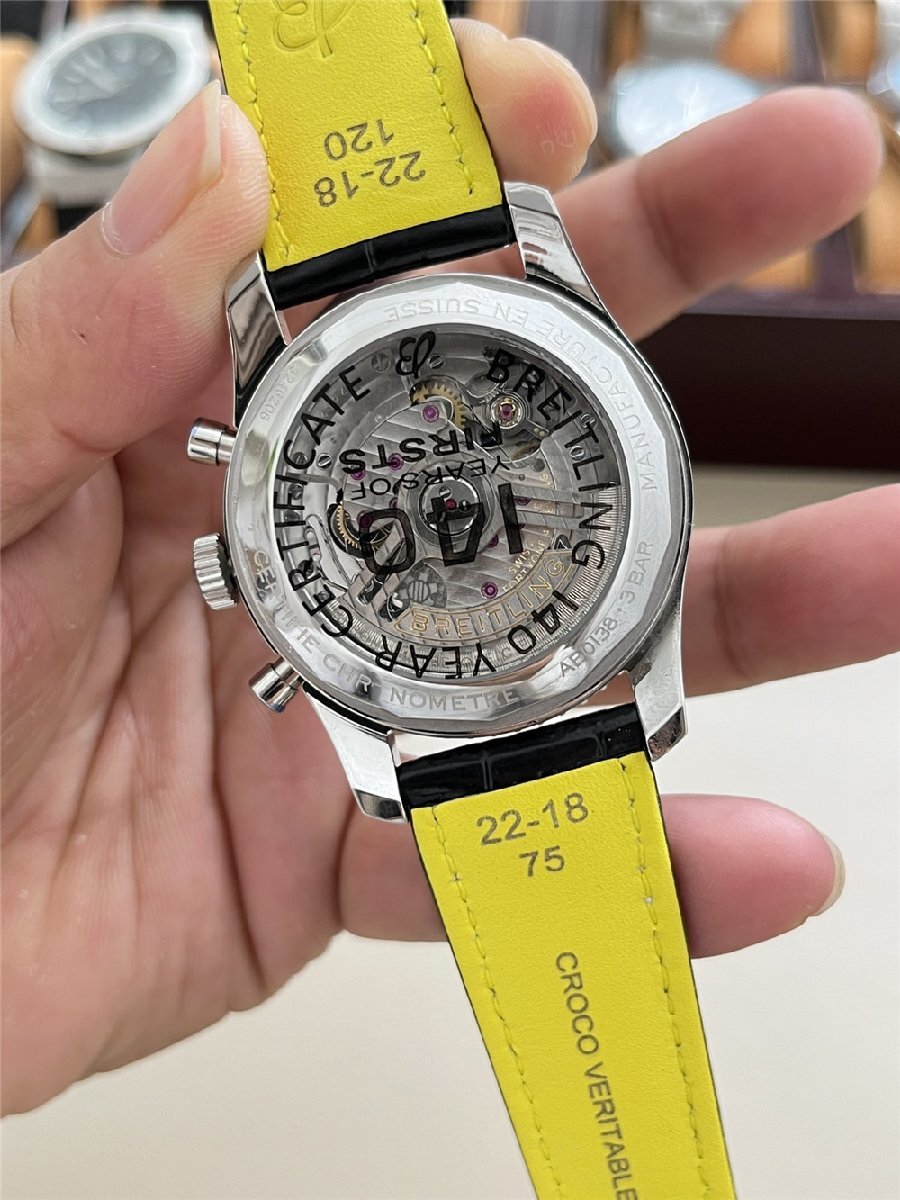 22-18
120
MANUFACTURE EN SUISSE
CERTIFIE CHRONOMETRE
AB0138 · 3 BAR
BREITLING 140 YEAR CERTIFICATE
140
YEARS OF
FIRSTS
BREITLING
22-18
75
CROCO VERITABLE